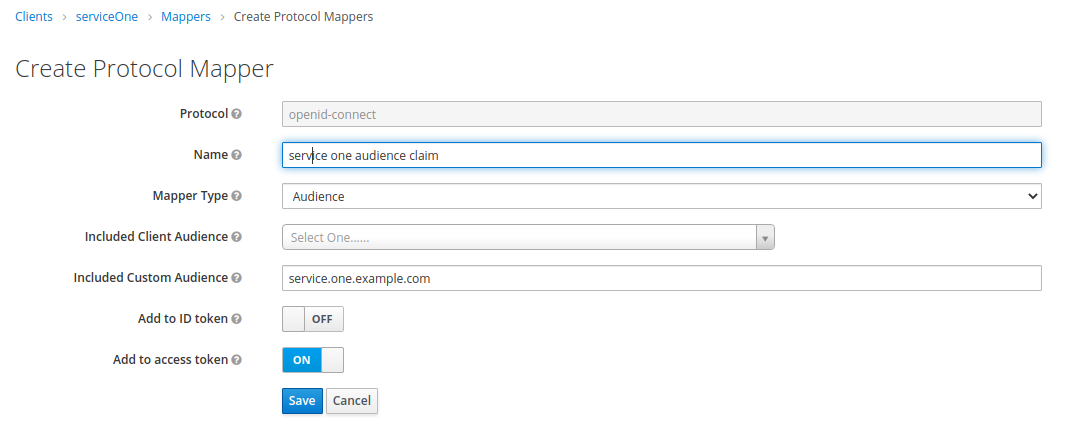 Clients > serviceOne > Mappers > Create Protocol Mappers
Create Protocol Mapper
Protocol openid-connect
Name service one audience claim
Mapper Type Audience
Included Client Audience Select One......
Included Custom Audience service.one.example.com
Add to ID token OFF
Add to access token ON
Save Cancel